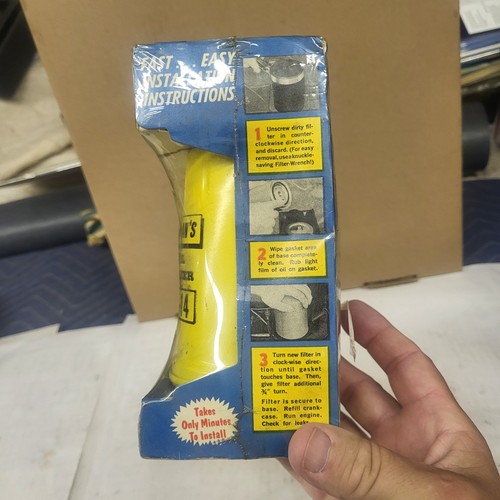 FAST . . EASY
INSTALLATION
INSTRUCTIONS
1 Unscrew dirty fil-
ter in counter-
clockwise direction,
and discard. (For easy
removal, use a knuckle-
saving Filter-Wrench!)
2 Wipe gasket area
of base complete-
ly clean. Rub light
film of oil on gasket.
3 Turn new filter in
clock-wise direc-
tion until gasket
touches base. Then,
give filter additional
¾" turn.
Filter is secure to
base. Refill crank-
case. Run engine.
Check for leaks.
Takes
Only Minutes
To Install
N'S
14